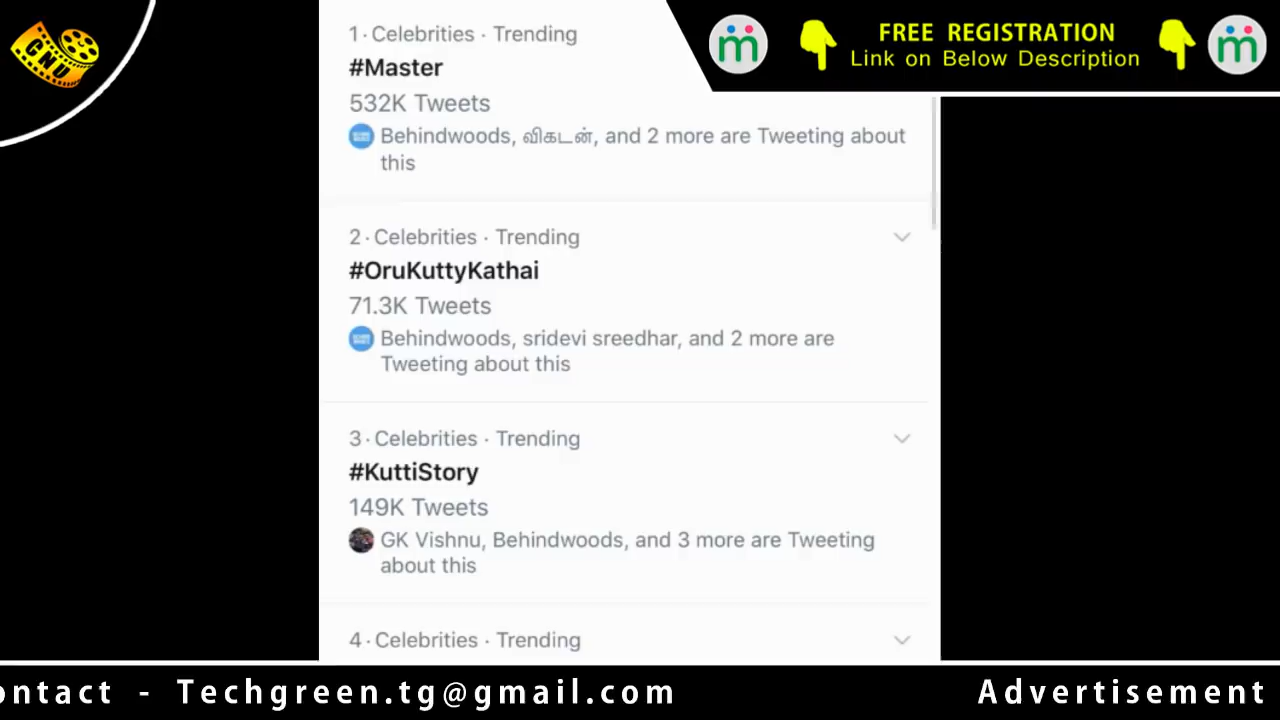 CNU
FREE REGISTRATION
Link on Below Description
1 · Celebrities · Trending
#Master
532K Tweets
Behindwoods, விகடன், and 2 more are Tweeting about
this
2 · Celebrities · Trending
#OruKuttyKathai
71.3K Tweets
Behindwoods, sridevi sreedhar, and 2 more are
Tweeting about this
3 · Celebrities · Trending
#KuttiStory
149K Tweets
GK Vishnu, Behindwoods, and 3 more are Tweeting
about this
4 · Celebrities · Trending
ontact - Techgreen.tg@gmail.com Advertisement